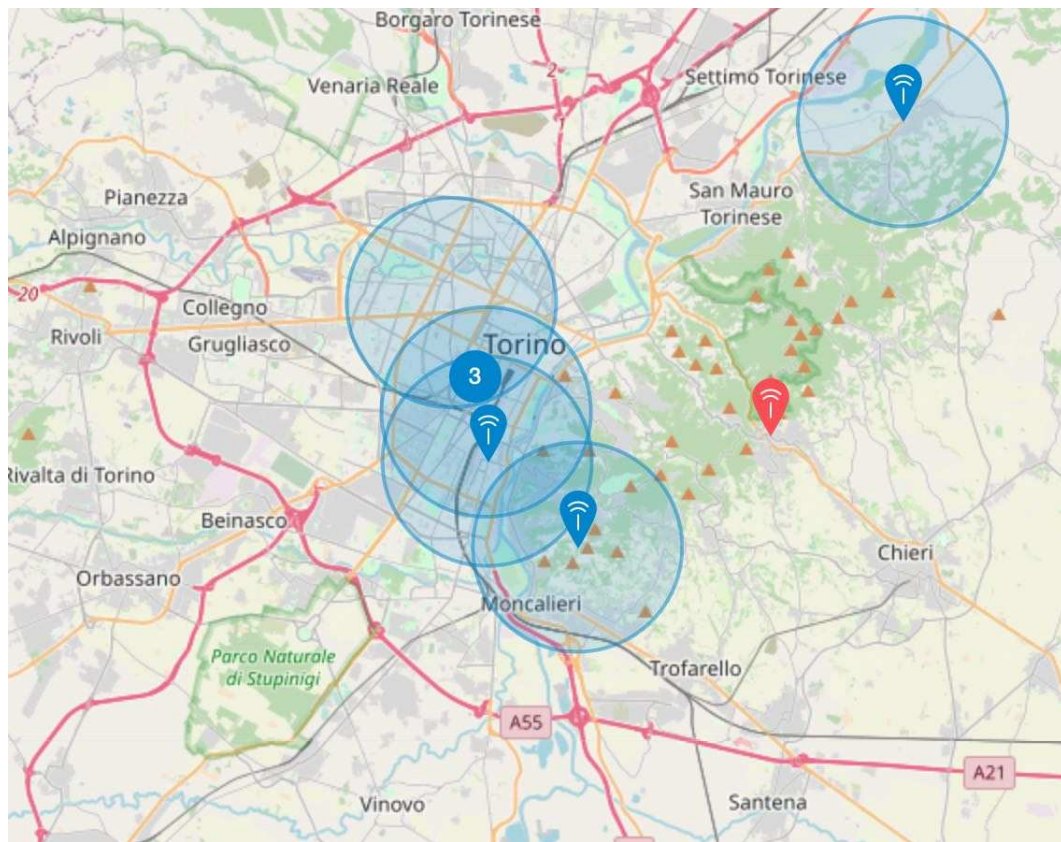 Borgaro Torinese
2
Venaria Reale
Settimo Torinese
Pianezza
San Mauro
Torinese
Alpignano
20
Collegno
Rivoli
Grugliasco
Torino
3
Rivalta di Torino
Beinasco
Chieri
Orbassano
Moncalieri
Parco Naturale
di Stupinigi
Trofarello
A55
A21
Vinovo
Santena